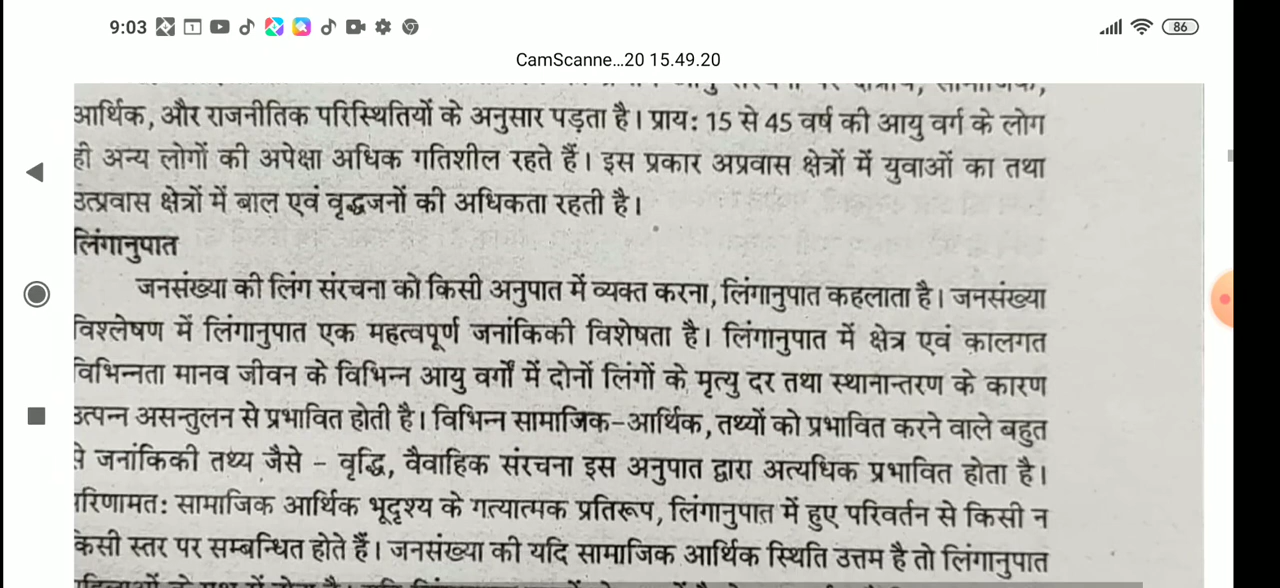 9:03
86
CamScanne...20 15.49.20
आर्थिक, और राजनीतिक परिस्थितियों के अनुसार पड़ता है। प्रायः 15 से 45 वर्ष की आयु वर्ग के लोग
ही अन्य लोगों की अपेक्षा अधिक गतिशील रहते हैं। इस प्रकार अप्रवास क्षेत्रों में युवाओं का तथा
उत्प्रवास क्षेत्रों में बाल एवं वृद्धजनों की अधिकता रहती है।
लिंगानुपात
जनसंख्या की लिंग संरचना को किसी अनुपात में व्यक्त करना, लिंगानुपात कहलाता है। जनसंख्या
विश्लेषण में लिंगानुपात एक महत्वपूर्ण जनांकिकी विशेषता है। लिंगानुपात में क्षेत्र एवं कालगत
विभिन्नता मानव जीवन के विभिन्न आयु वर्गों में दोनों लिंगों के मृत्यु दर तथा स्थानान्तरण के कारण
उत्पन्न असन्तुलन से प्रभावित होती है। विभिन्न सामाजिक-आर्थिक, तथ्यों को प्रभावित करने वाले बहुत
से जनांकिकी तथ्य जैसे - वृद्धि, वैवाहिक संरचना इस अनुपात द्वारा अत्यधिक प्रभावित होता है।
परिणामतः सामाजिक आर्थिक भूदृश्य के गत्यात्मक प्रतिरूप, लिंगानुपात में हुए परिवर्तन से किसी न
किसी स्तर पर सम्बन्धित होते हैं। जनसंख्या की यदि सामाजिक आर्थिक स्थिति उत्तम है तो लिंगानुपात